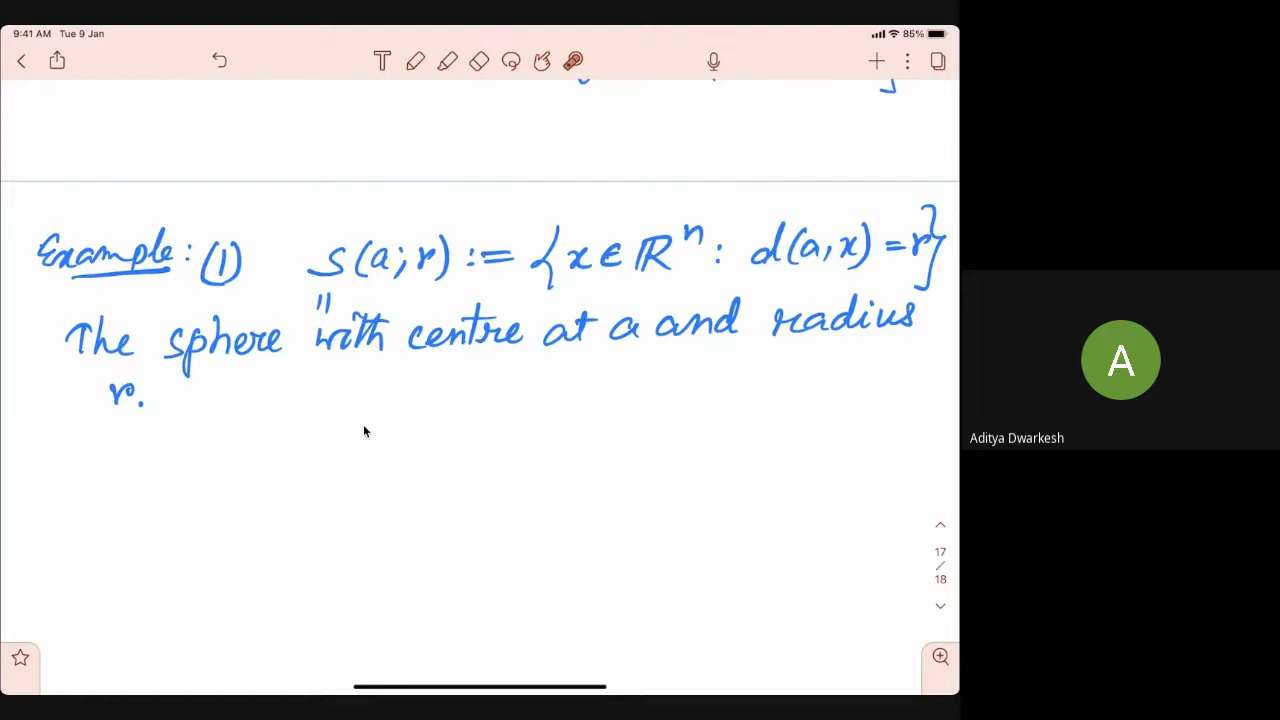 9:41 AM Tue 9 Jan
85%
T
Example: (1) S(a; r) := {x ∈ ℝⁿ : d(a, x) = r}
"
The sphere with centre at a and radius
r.
A
Aditya Dwarkesh
17
/
18